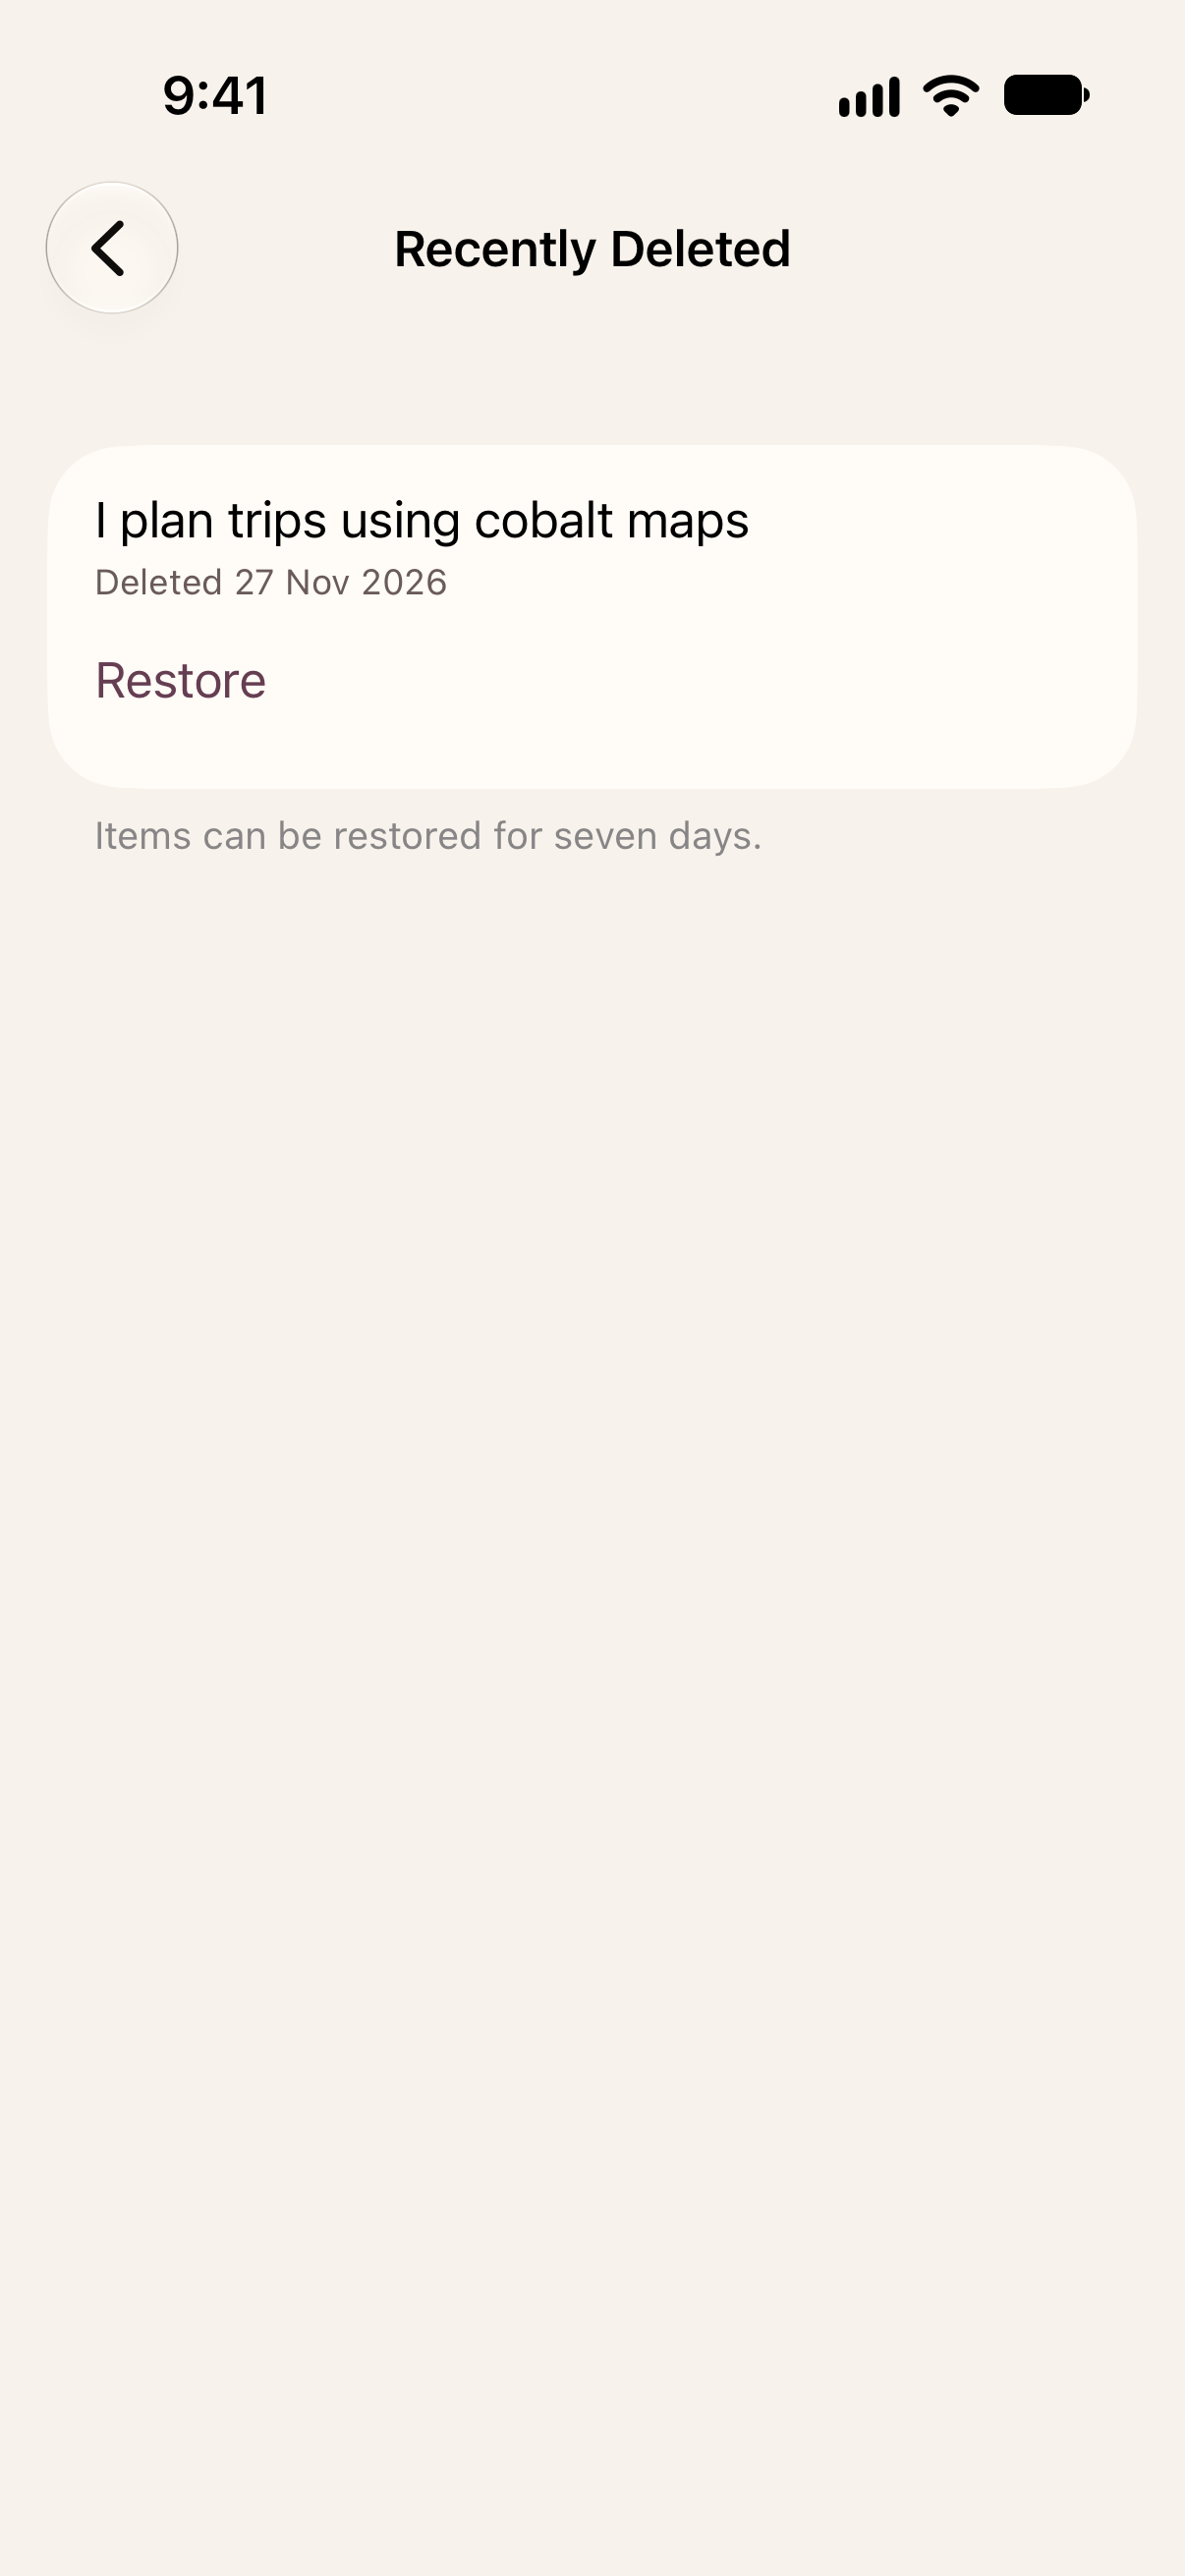 9:41
Recently Deleted
I plan trips using cobalt maps
Deleted 27 Nov 2026
Restore
Items can be restored for seven days.